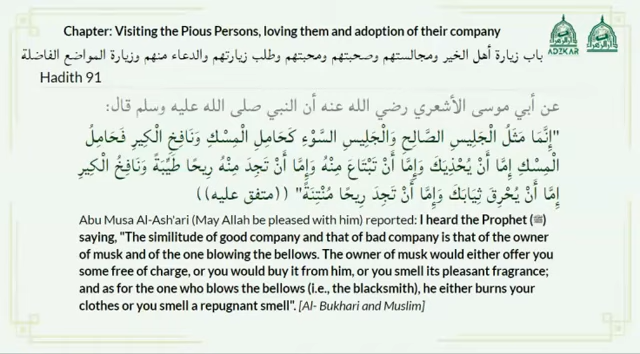 Chapter: Visiting the Pious Persons, loving them and adoption of their company
باب زيارة أهل الخير ومجالستهم وصحبتهم ومحبتهم وطلب زيارتهم والدعاء منهم وزيارة المواضع الفاضلة
ADZKAR
Hadith 91
عن أبي موسى الأشعري رضي الله عنه أن النبي صلى الله عليه وسلم قال:
"إِنَّمَا مَثَلُ الْجَلِيسِ الصَّالِحِ وَالْجَلِيسِ السَّوْءِ كَحَامِلِ الْمِسْكِ وَنَافِخِ الْكِيرِ فَحَامِلُ
الْمِسْكِ إِمَّا أَنْ يُحْذِيَكَ وَإِمَّا أَنْ تَبْتَاعَ مِنْهُ وَإِمَّا أَنْ تَجِدَ مِنْهُ رِيحًا طَيِّبَةً وَنَافِخُ الْكِيرِ
إِمَّا أَنْ يُحْرِقَ ثِيَابَكَ وَإِمَّا أَنْ تَجِدَ رِيحًا مُنْتِنَةً" ((متفق عليه))
Abu Musa Al-Ash'ari (May Allah be pleased with him) reported: I heard the Prophet (ﷺ)
saying, "The similitude of good company and that of bad company is that of the owner
of musk and of the one blowing the bellows. The owner of musk would either offer you
some free of charge, or you would buy it from him, or you smell its pleasant fragrance;
and as for the one who blows the bellows (i.e., the blacksmith), he either burns your
clothes or you smell a repugnant smell". [Al- Bukhari and Muslim]